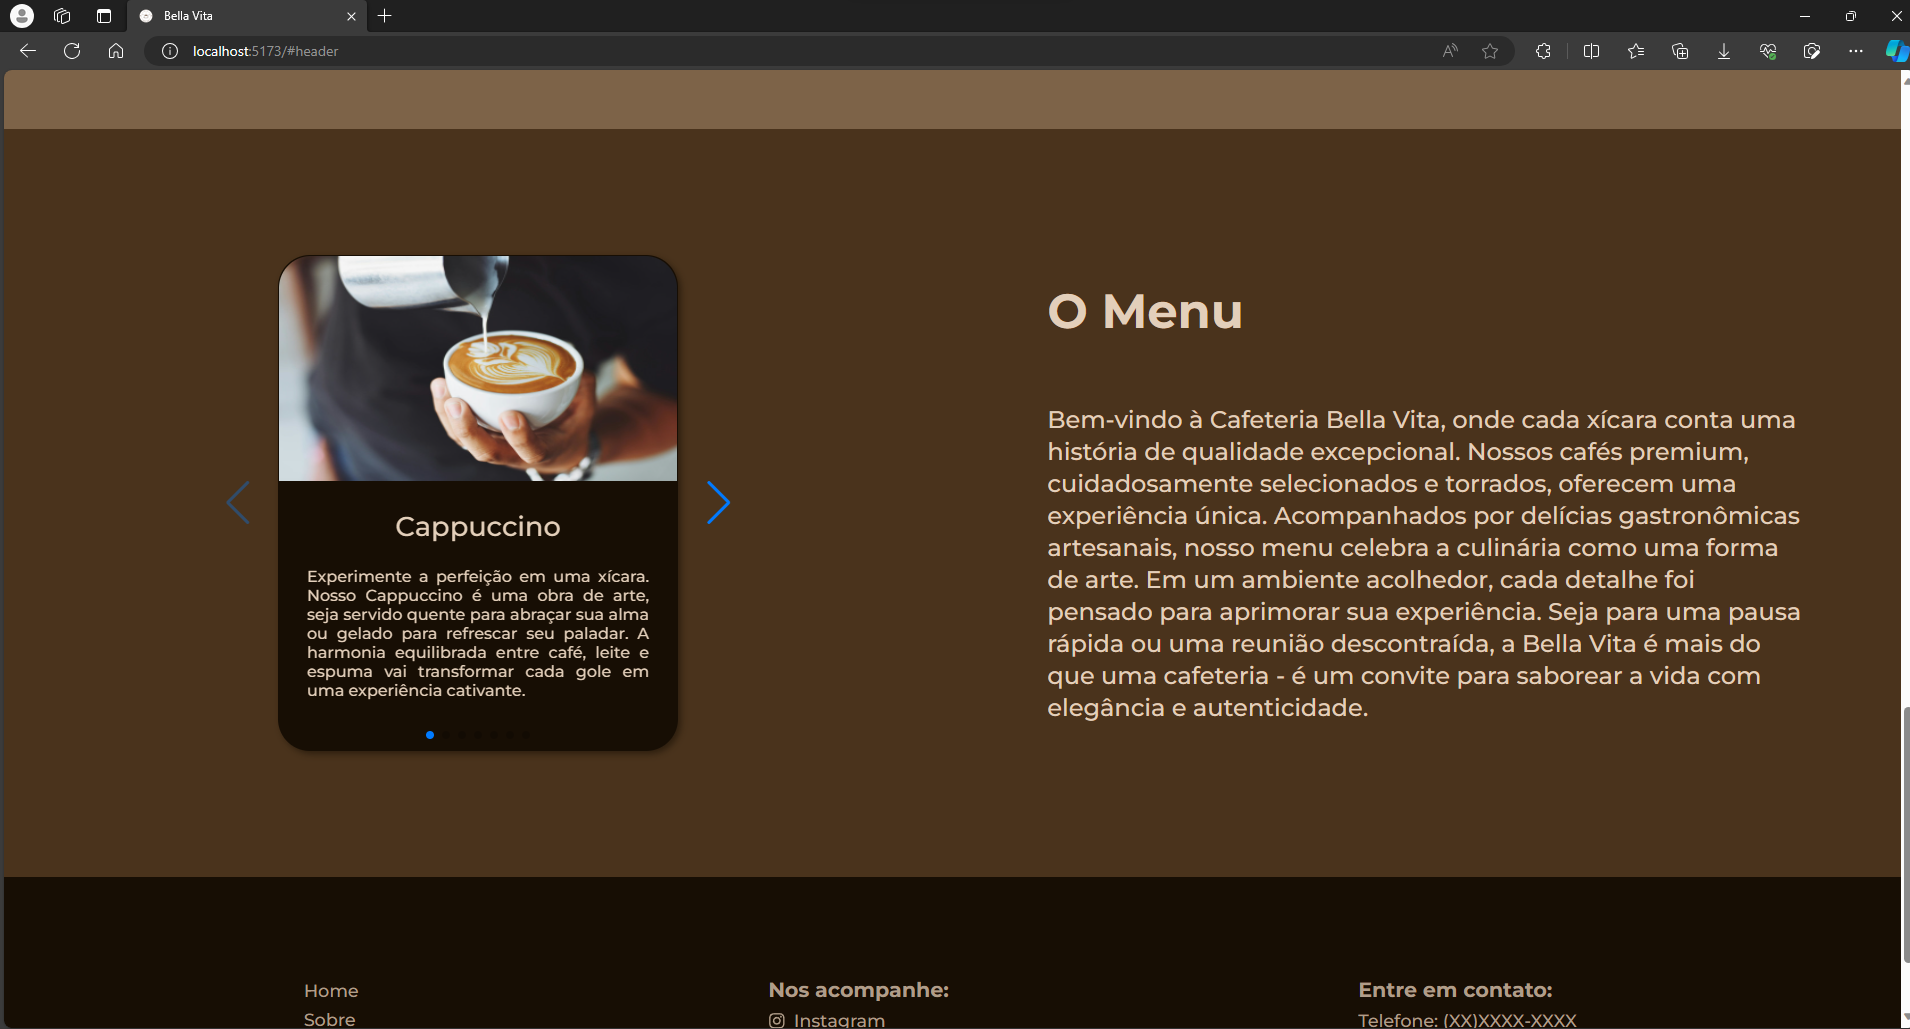 Bella Vita
localhost:5173/#header
Cappuccino
Experimente a perfeição em uma xícara.
Nosso Cappuccino é uma obra de arte,
seja servido quente para abraçar sua alma
ou gelado para refrescar seu paladar. A
harmonia equilibrada entre café, leite e
espuma vai transformar cada gole em
uma experiência cativante.
O Menu
Bem-vindo à Cafeteria Bella Vita, onde cada xícara conta uma
história de qualidade excepcional. Nossos cafés premium,
cuidadosamente selecionados e torrados, oferecem uma
experiência única. Acompanhados por delícias gastronômicas
artesanais, nosso menu celebra a culinária como uma forma
de arte. Em um ambiente acolhedor, cada detalhe foi
pensado para aprimorar sua experiência. Seja para uma pausa
rápida ou uma reunião descontraída, a Bella Vita é mais do
que uma cafeteria - é um convite para saborear a vida com
elegância e autenticidade.
Home
Sobre
Nos acompanhe:
Instagram
Entre em contato:
Telefone: (XX)XXXX-XXXX